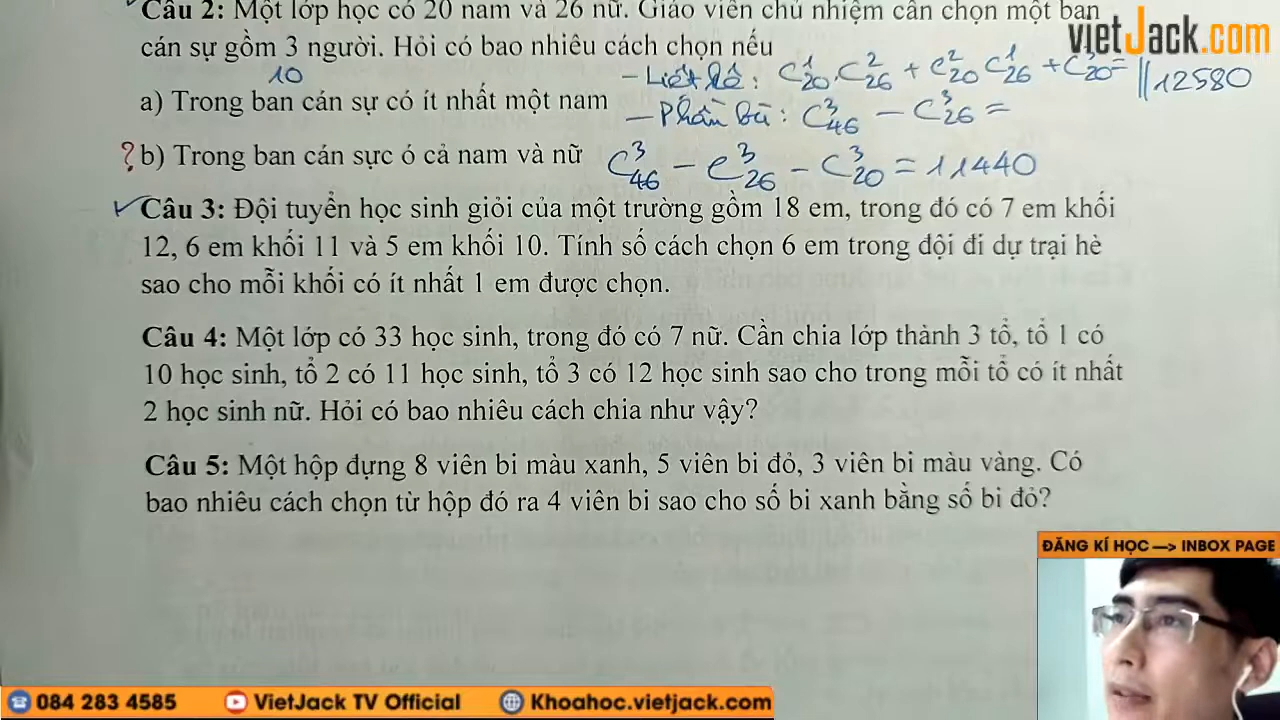 Câu 2: Một lớp học có 20 nam và 26 nữ. Giáo viên chủ nhiệm cần chọn một ban
vietJack.com
cán sự gồm 3 người. Hỏi có bao nhiêu cách chọn nếu
10
- Liệt kê: C¹₂₀.C²₂₆ + C²₂₀ C¹₂₆ + C³₂₀ = 12580
a) Trong ban cán sự có ít nhất một nam
- Phần bù: C³₄₆ - C³₂₆ =
? b) Trong ban cán sực ó cả nam và nữ C³₄₆ - C³₂₆ - C³₂₀ = 11440
Câu 3: Đội tuyển học sinh giỏi của một trường gồm 18 em, trong đó có 7 em khối
12, 6 em khối 11 và 5 em khối 10. Tính số cách chọn 6 em trong đội đi dự trại hè
sao cho mỗi khối có ít nhất 1 em được chọn.
Câu 4: Một lớp có 33 học sinh, trong đó có 7 nữ. Cần chia lớp thành 3 tổ, tổ 1 có
10 học sinh, tổ 2 có 11 học sinh, tổ 3 có 12 học sinh sao cho trong mỗi tổ có ít nhất
2 học sinh nữ. Hỏi có bao nhiêu cách chia như vậy?
Câu 5: Một hộp đựng 8 viên bi màu xanh, 5 viên bi đỏ, 3 viên bi màu vàng. Có
bao nhiêu cách chọn từ hộp đó ra 4 viên bi sao cho số bi xanh bằng số bi đỏ?
ĐĂNG KÍ HỌC —> INBOX PAGE
084 283 4585 VietJack TV Official Khoahoc.vietjack.com